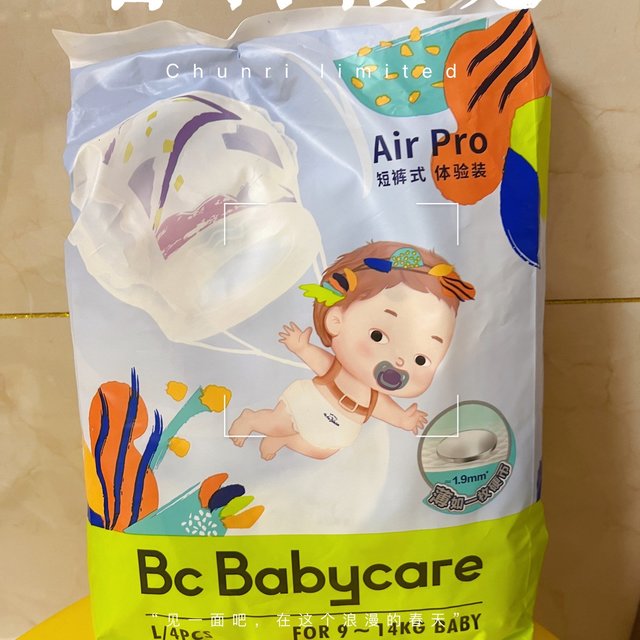 Chunri limited
Air Pro
短裤式 体验装
≈1.9mm*
薄如一枚硬币
Bc Babycare
"见一面吧，在这个浪漫的春天"
L/4PCS
FOR 9～14KG BABY